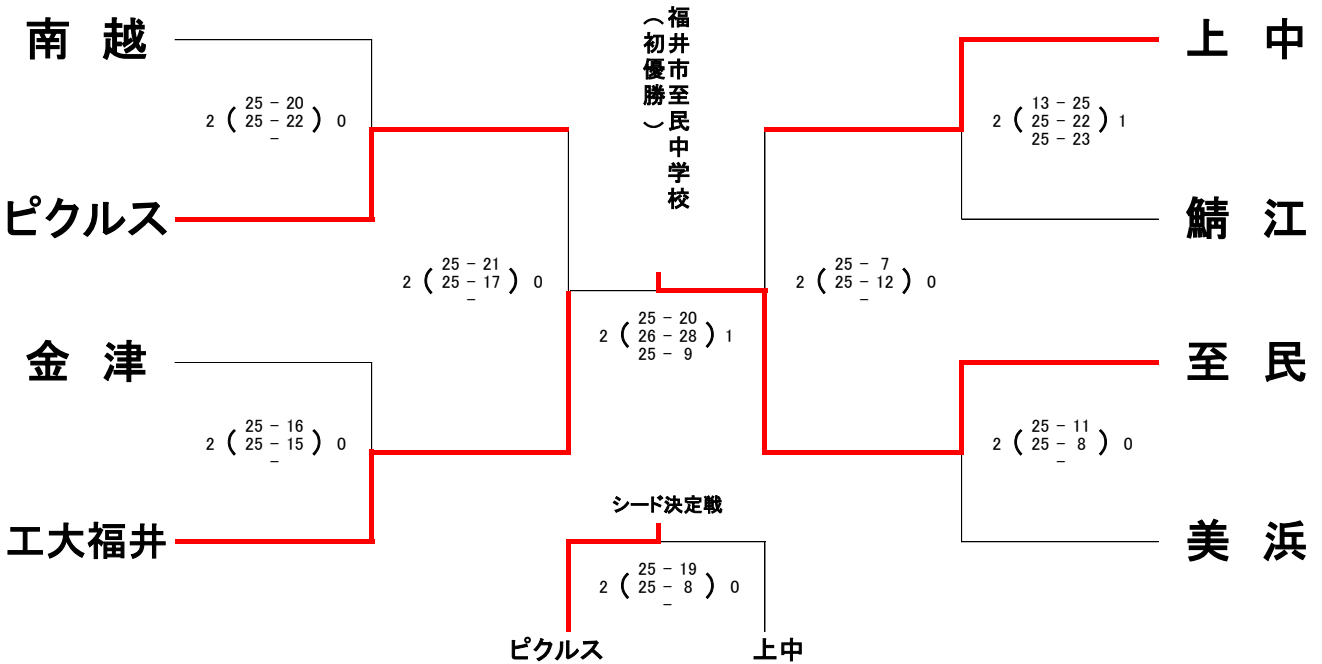 福井市至民中学校
（初優勝）
南越
2 ( 25 - 20 ) 0
25 - 22
-
ピクルス
2 ( 25 - 21 ) 0
25 - 17
-
金津
2 ( 25 - 16 ) 0
25 - 15
-
工大福井
2 ( 25 - 20 ) 1
26 - 28
25 - 9
上中
2 ( 13 - 25 ) 1
25 - 22
25 - 23
鯖江
2 ( 25 - 7 ) 0
25 - 12
-
至民
2 ( 25 - 11 ) 0
25 - 8
-
美浜
シード決定戦
2 ( 25 - 19 ) 0
25 - 8
-
ピクルス
上中